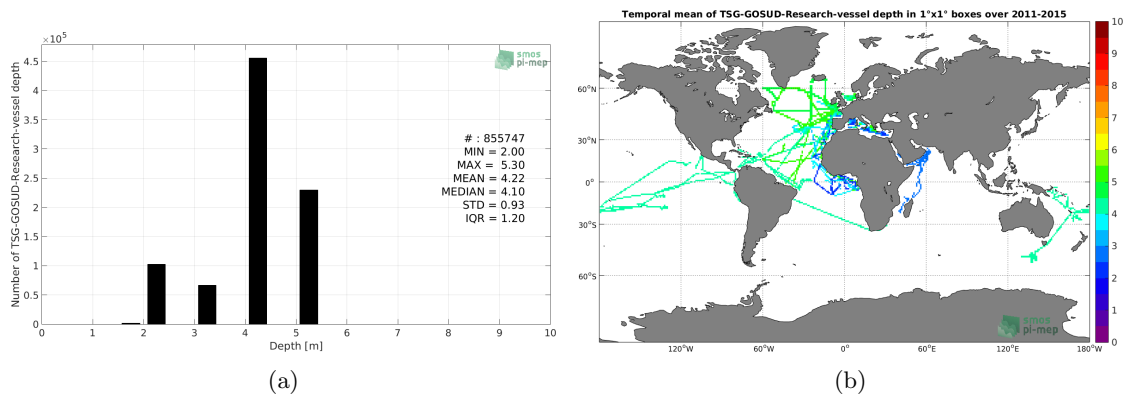 ×10⁵
4.5
4
3.5
3
2.5
2
1.5
1
0.5
0
Number of TSG-GOSUD-Research-vessel depth
smos
pi-mep
# : 855747
MIN = 2.00
MAX = 5.30
MEAN = 4.22
MEDIAN = 4.10
STD = 0.93
IQR = 1.20
0 1 2 3 4 5 6 7 8 9 10
Depth [m]
(a)
Temporal mean of TSG-GOSUD-Research-vessel depth in 1°x1° boxes over 2011-2015
60°N
30°N
0°
30°S
60°S
120°W 60°W 0° 60°E 120°E 180°W
smos
pi-mep
10
9
8
7
6
5
4
3
2
1
0
(b)